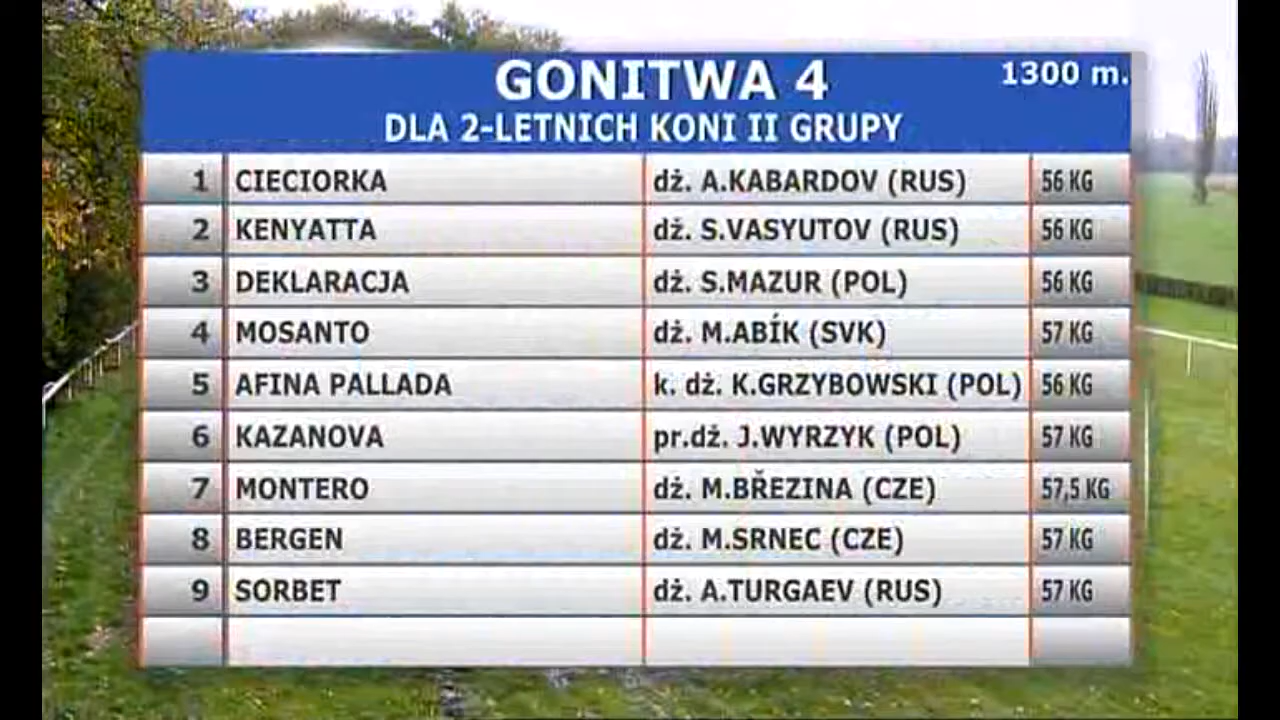 GONITWA 4
1300 m.
DLA 2-LETNICH KONI II GRUPY
1 CIECIORKA dż. A.KABARDOV (RUS) 56 KG
2 KENYATTA dż. S.VASYUTOV (RUS) 56 KG
3 DEKLARACJA dż. S.MAZUR (POL) 56 KG
4 MOSANTO dż. M.ABÍK (SVK) 57 KG
5 AFINA PALLADA k. dż. K.GRZYBOWSKI (POL) 56 KG
6 KAZANOVA pr.dż. J.WYRZYK (POL) 57 KG
7 MONTERO dż. M.BŘEZINA (CZE) 57,5 KG
8 BERGEN dż. M.SRNEC (CZE) 57 KG
9 SORBET dż. A.TURGAEV (RUS) 57 KG